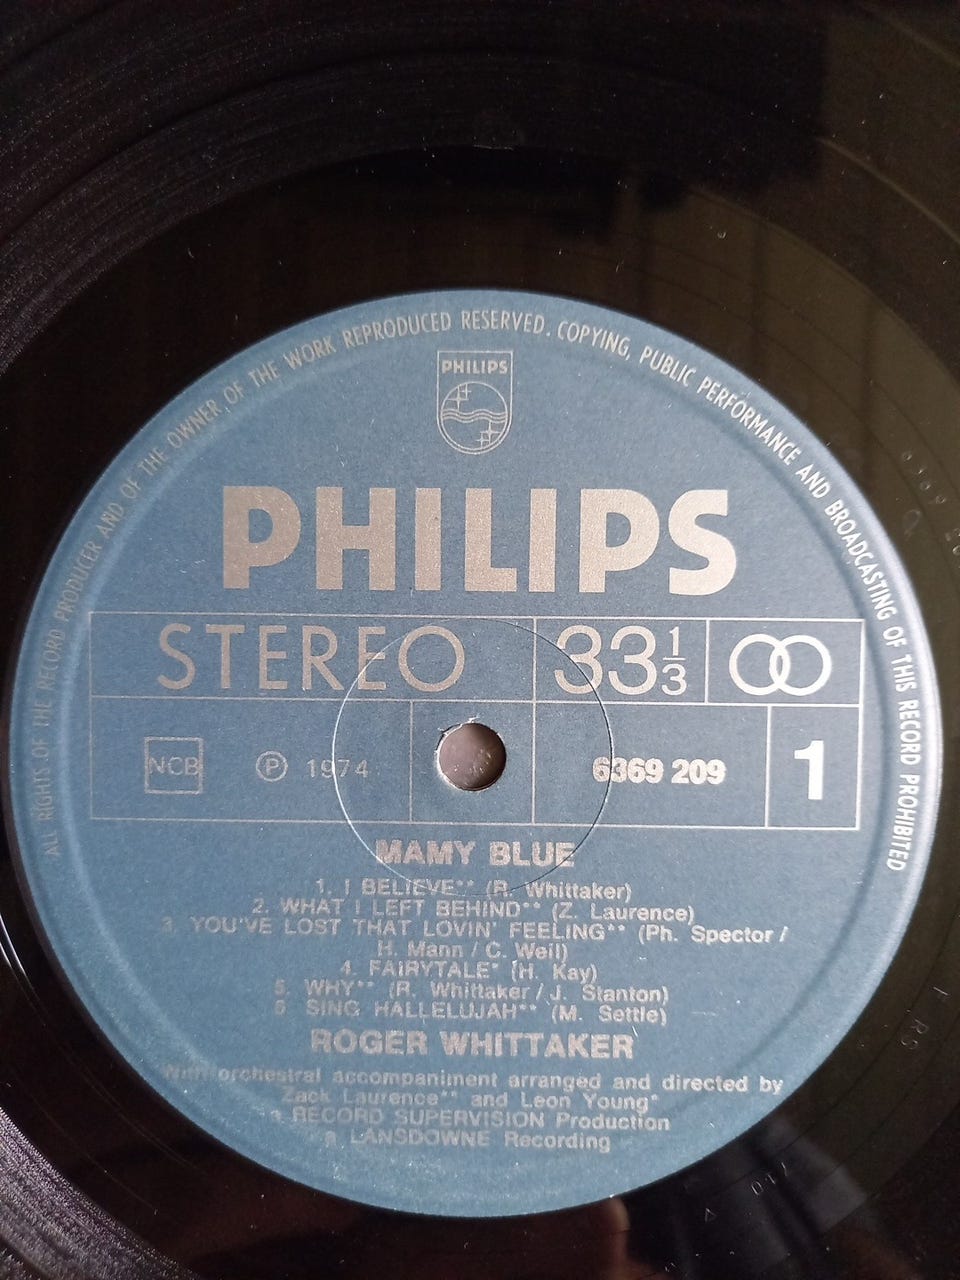 ALL RIGHTS OF THE RECORD PRODUCER AND OF THE OWNER OF THE WORK REPRODUCED RESERVED. COPYING, PUBLIC PERFORMANCE AND BROADCASTING OF THIS RECORD PROHIBITED
PHILIPS
PHILIPS
STEREO 33 1/3
NCB Ⓟ 1974 6369 209 1
MAMY BLUE
1. I BELIEVE** (R. Whittaker)
2. WHAT I LEFT BEHIND** (Z. Laurence)
3. YOU'VE LOST THAT LOVIN' FEELING** (Ph. Spector /
H. Mann / C. Weil)
4. FAIRYTALE* (H. Kay)
5. WHY** (R. Whittaker / J. Stanton)
6 SING HALLELUJAH** (M. Settle)
ROGER WHITTAKER
With orchestral accompaniment arranged and directed by
Zack Laurence** and Leon Young*
a RECORD SUPERVISION Production
a LANSDOWNE Recording